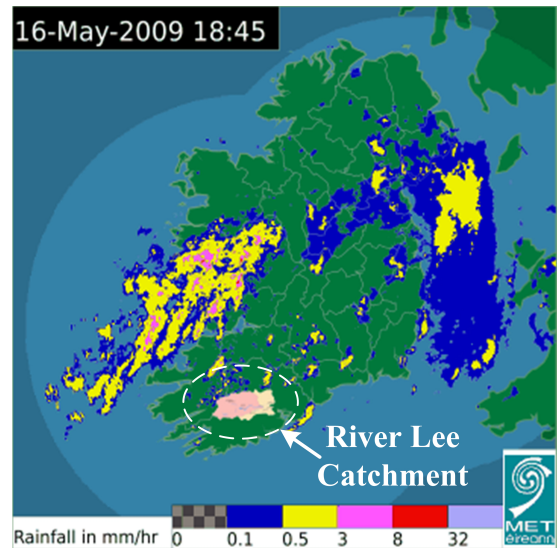 16-May-2009 18:45
River Lee
Catchment
MET
éireann
Rainfall in mm/hr
0 0.1 0.5 3 8 32